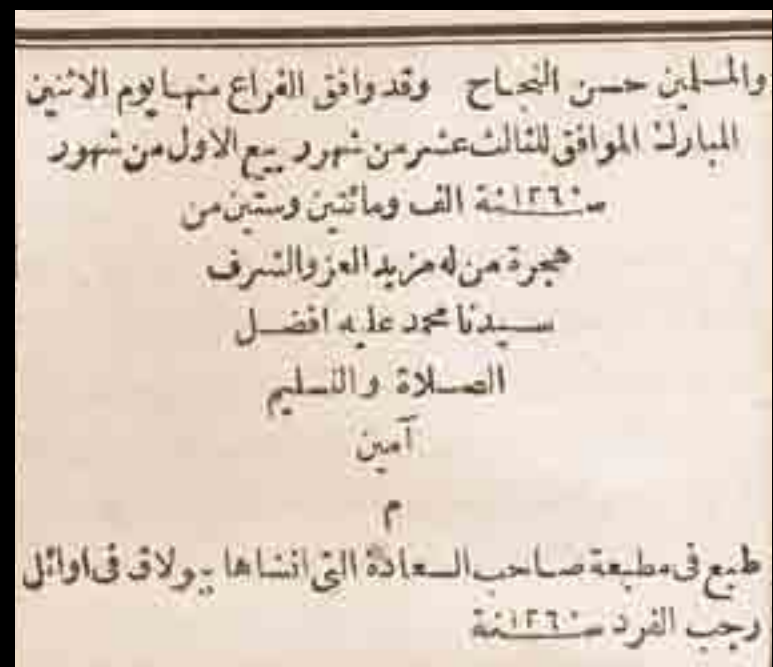 والمسلمين حسن النجاح وقد وافق الفراغ منها يوم الاثنين
المبارك الموافق للثالث عشر من شهر ربيع الاول من شهور
سنة ١٢٦٠ الف ومائتين وستين من
هجرة من له مزيد العز والشرف
سيدنا محمد عليه افضل
الصلاة والتسليم
آمين
م
طبع فى مطبعة صاحب السعادة التى انشاها ببولاق فى اوائل
رجب الفرد سنة ١٢٦٠